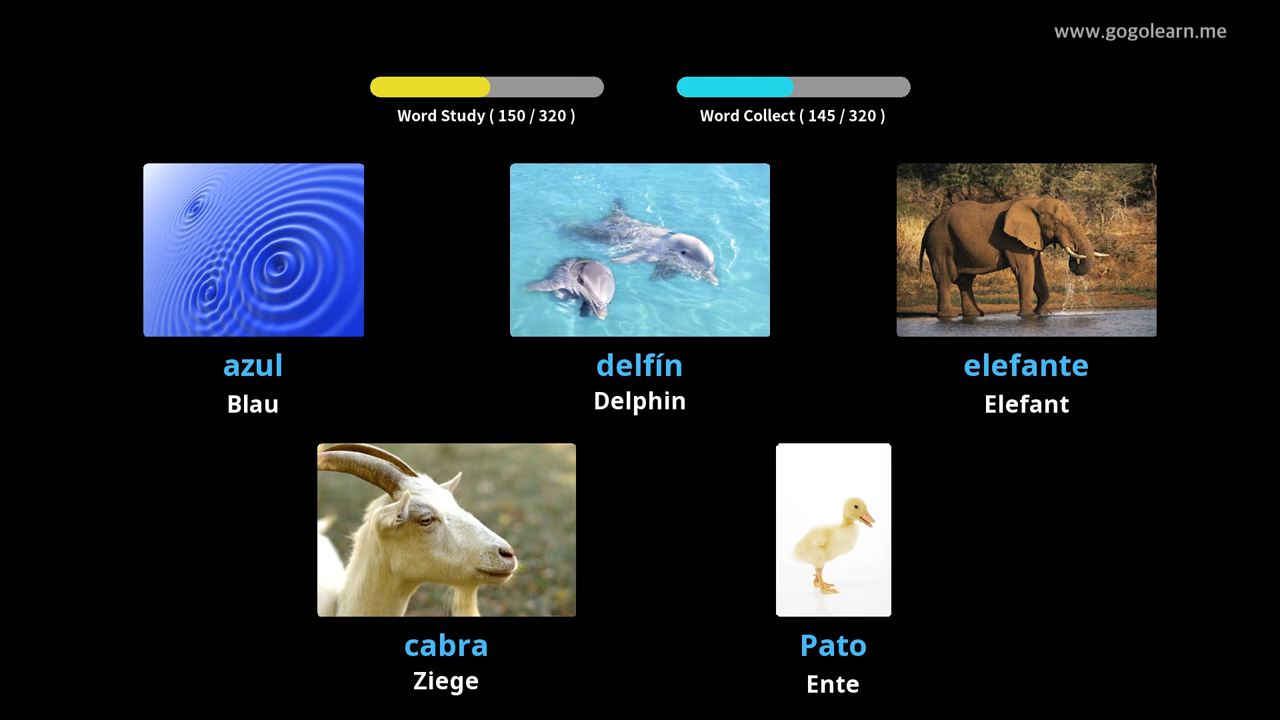 www.gogolearn.me
Word Study ( 150 / 320 )
Word Collect ( 145 / 320 )
azul
Blau
delfín
Delphin
elefante
Elefant
cabra
Ziege
Pato
Ente